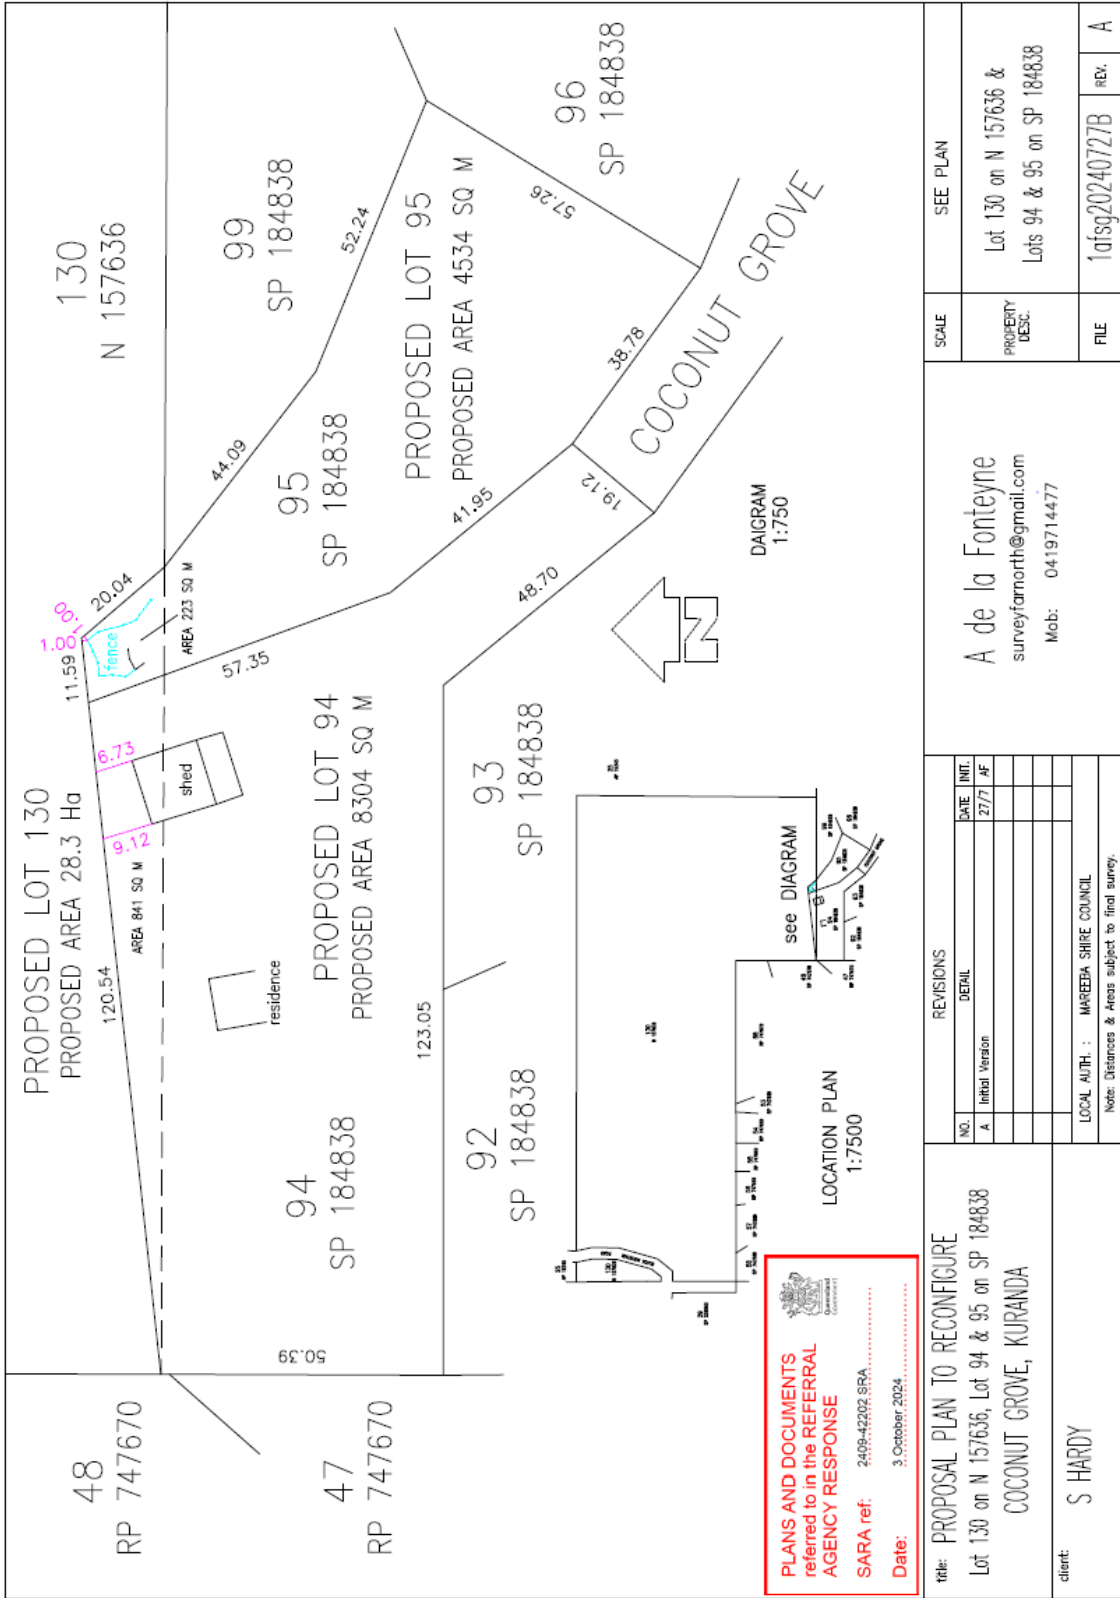 PROPOSED LOT 130
PROPOSED AREA 28.3 Ha
130
N 157636
48
RP 747670
47
RP 747670
120.54
AREA 841 SQ M
9.12
6.73
shed
11.59
1.00
fence
20.04
AREA 223 SQ M
44.09
52.24
57.26
99
SP 184838
96
SP 184838
95
SP 184838
PROPOSED LOT 95
PROPOSED AREA 4534 SQ M
57.35
41.95
38.78
19.12
48.70
COCONUT GROVE
residence
PROPOSED LOT 94
PROPOSED AREA 8304 SQ M
94
SP 184838
50.39
123.05
92
SP 184838
93
SP 184838
DAIGRAM
1:750
N
see DIAGRAM
LOCATION PLAN
1:7500
PLANS AND DOCUMENTS
referred to in the REFERRAL
AGENCY RESPONSE
Queensland
Government
SARA ref: 2409-42202 SRA
Date: 3 October 2024
title: PROPOSAL PLAN TO RECONFIGURE
Lot 130 on N 157636, Lot 94 & 95 on SP 184838
COCONUT GROVE, KURANDA
client:
S HARDY
REVISIONS
NO. DETAIL DATE INIT.
A Initial Version 27/7 AF
LOCAL AUTH. : MAREEBA SHIRE COUNCIL
Note: Distances & Areas subject to final survey.
A de la Fonteyne
surveyfarnorth@gmail.com
Mob: 0419714477
SCALE SEE PLAN
PROPERTY DESC.
Lot 130 on N 157636 &
Lots 94 & 95 on SP 184838
FILE 1afsg20240727B REV. A